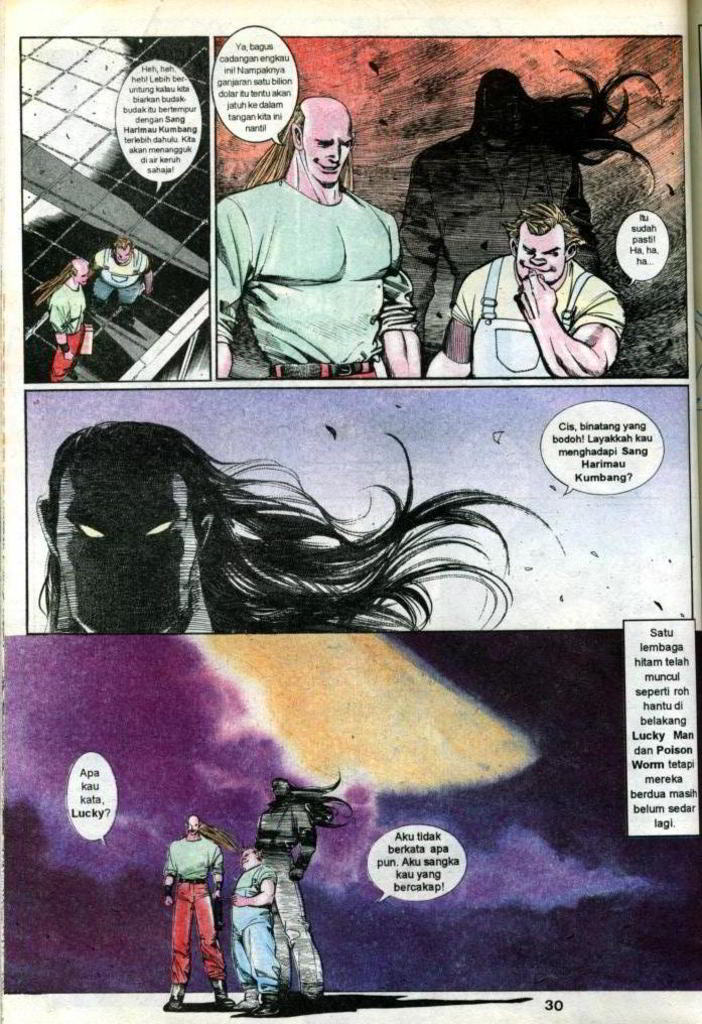 Heh, heh,
heh! Lebih ber-
untung kalau kita
biarkan budak-
budak itu bertempur
dengan Sang
Harimau Kumbang
terlebih dahulu. Kita
akan menangguk
di air keruh
sahaja!
Ya, bagus
cadangan engkau
ini! Nampaknya
ganjaran satu bilion
dolar itu tentu akan
jatuh ke dalam
tangan kita ini
nanti!
Itu
sudah
pasti!
Ha, ha,
ha...
Cis, binatang yang
bodoh! Layakkah kau
menghadapi Sang
Harimau
Kumbang?
Satu
lembaga
hitam telah
muncul
seperti roh
hantu di
belakang
Lucky Man
dan Poison
Worm tetapi
mereka
berdua masih
belum sedar
lagi.
Apa
kau
kata,
Lucky?
Aku tidak
berkata apa
pun. Aku sangka
kau yang
bercakap!
30